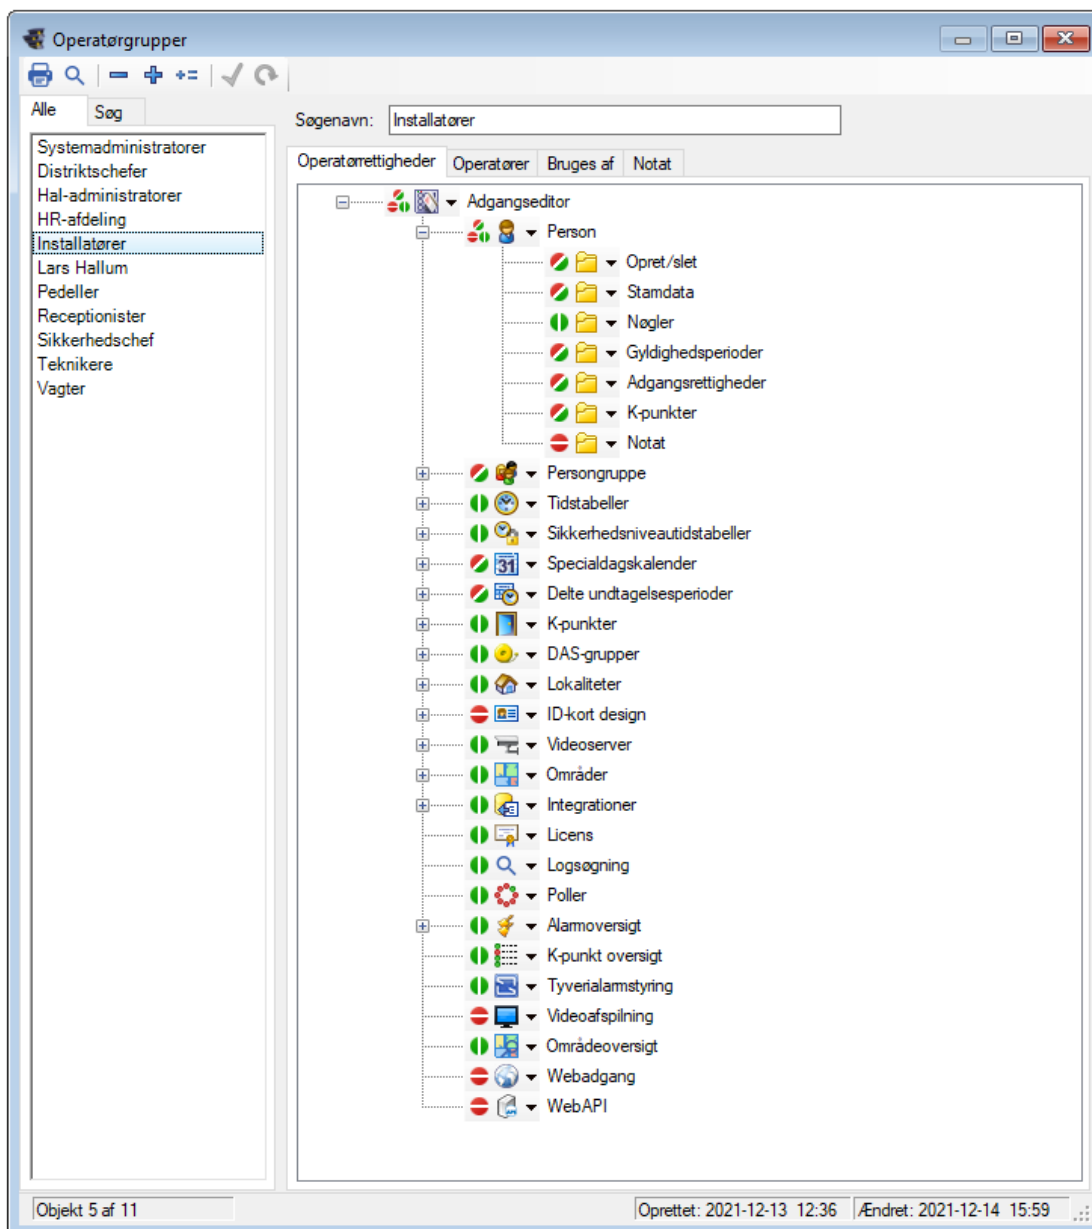 Operatørgrupper
Alle
Søg
Systemadministratorer
Distriktschefer
Hal-administratorer
HR-afdeling
Installatører
Lars Hallum
Pedeller
Receptionister
Sikkerhedschef
Teknikere
Vagter
Søgenavn: Installatører
Operatørrettigheder Operatører Bruges af Notat
Adgangseditor
Person
Opret/slet
Stamdata
Nøgler
Gyldighedsperioder
Adgangsrettigheder
K-punkter
Notat
Persongruppe
Tidstabeller
Sikkerhedsniveautidstabeller
31 Specialdagskalender
Delte undtagelsesperioder
K-punkter
DAS-grupper
Lokaliteter
ID-kort design
Videoserver
Områder
Integrationer
Licens
Logsøgning
Poller
Alarmoversigt
K-punkt oversigt
Tyverialarmstyring
Videoafspilning
Områdeoversigt
Webadgang
WebAPI
Objekt 5 af 11
Oprettet: 2021-12-13 12:36 Ændret: 2021-12-14 15:59